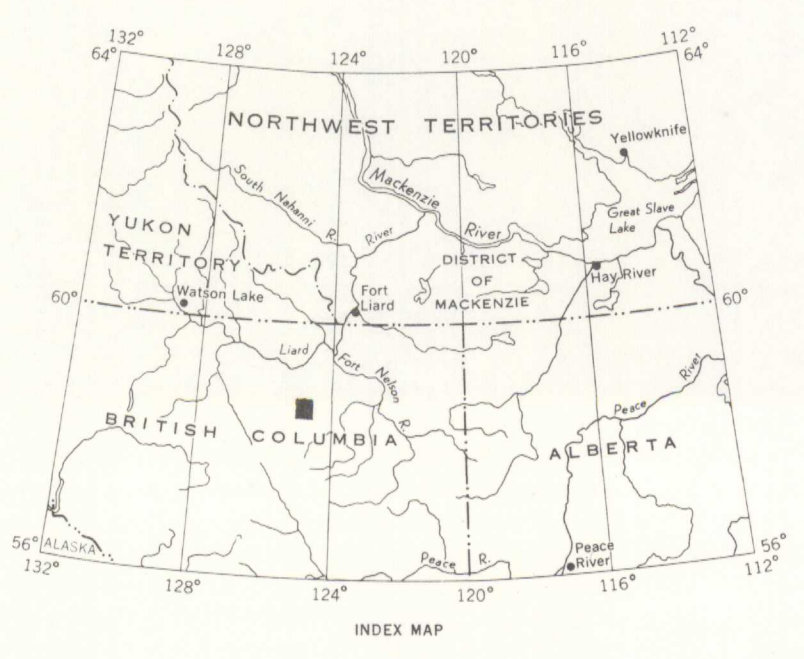 132°
64°
128°
124°
120°
116°
112°
64°
NORTHWEST TERRITORIES
Yellowknife
Mackenzie
South Nahanni R.
River
River
Great Slave
Lake
YUKON
TERRITORY
DISTRICT
OF
MACKENZIE
Hay River
Watson Lake
Fort
Liard
60°
60°
Liard
Fort Nelson R.
Peace River
BRITISH COLUMBIA
ALBERTA
ALASKA
56°
132°
128°
124°
Peace R.
120°
Peace
River
116°
56°
112°
INDEX MAP